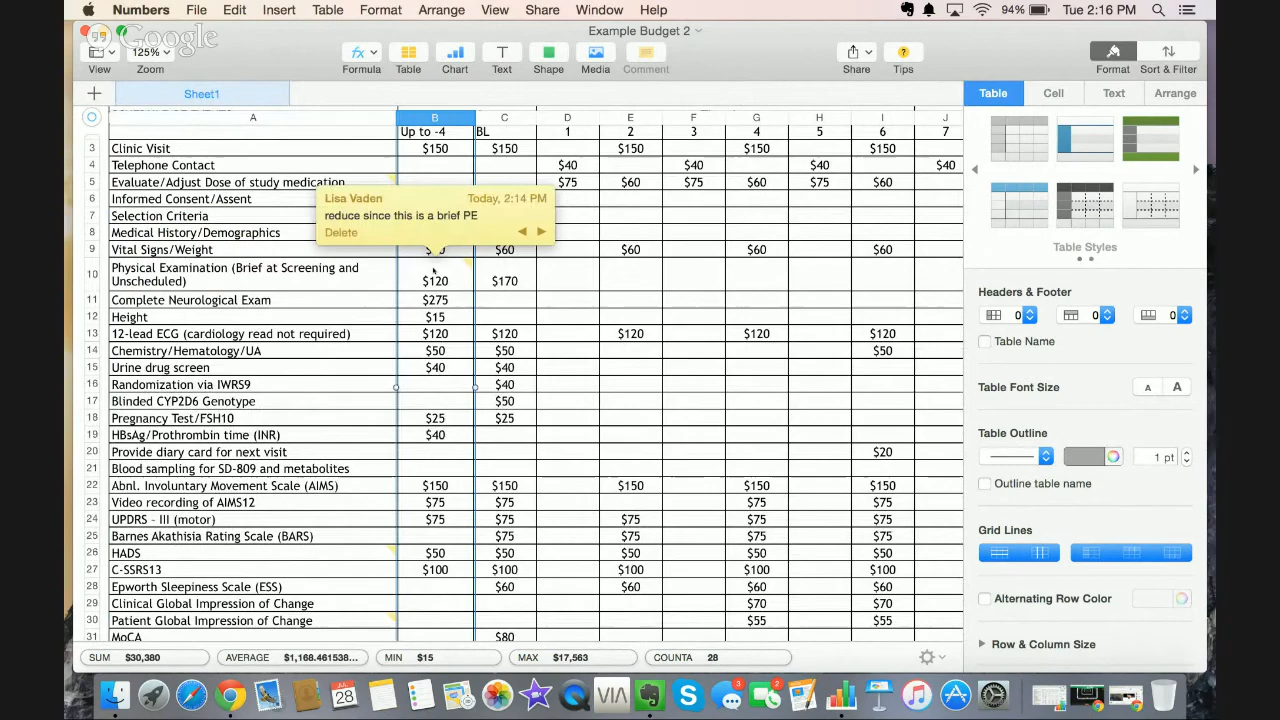 Numbers File Edit Insert Table Format Arrange View Share Window Help 94% Tue 2:16 PM
Google
Example Budget 2
125%
View Zoom Formula Table Chart Text Shape Media Comment Share Tips Format Sort & Filter
Sheet1
Table Cell Text Arrange
A B C D E F G H I J
Up to -4 BL 1 2 3 4 5 6 7
3 Clinic Visit $150 $150 $150 $150 $150
4 Telephone Contact $40 $40 $40 $40
5 Evaluate/Adjust Dose of study medication $75 $60 $75 $60 $75 $60
6 Informed Consent/Assent
7 Selection Criteria
8 Medical History/Demographics
Lisa Vaden Today, 2:14 PM
reduce since this is a brief PE
Delete
9 Vital Signs/Weight $60 $60 $60 $60
10 Physical Examination (Brief at Screening and
Unscheduled) $120 $170
11 Complete Neurological Exam $275
12 Height $15
13 12-lead ECG (cardiology read not required) $120 $120 $120 $120 $120
14 Chemistry/Hematology/UA $50 $50 $50
15 Urine drug screen $40 $40
16 Randomization via IWRS9 $40
17 Blinded CYP2D6 Genotype $50
18 Pregnancy Test/FSH10 $25 $25
19 HBsAg/Prothrombin time (INR) $40
20 Provide diary card for next visit $20
21 Blood sampling for SD-809 and metabolites
22 Abnl. Involuntary Movement Scale (AIMS) $150 $150 $150 $150 $150
23 Video recording of AIMS12 $75 $75 $75 $75
24 UPDRS - III (motor) $75 $75 $75 $75 $75
25 Barnes Akathisia Rating Scale (BARS) $75 $75 $75 $75
26 HADS $50 $50 $50 $50 $50
27 C-SSRS13 $100 $100 $100 $100 $100
28 Epworth Sleepiness Scale (ESS) $60 $60 $60 $60
29 Clinical Global Impression of Change $70 $70
30 Patient Global Impression of Change $55 $55
31 MoCA $80
SUM $30,380 AVERAGE $1,168.461538... MIN $15 MAX $17,563 COUNTA 28
Table Styles
Headers & Footer
0 0 0
Table Name
Table Font Size A A
Table Outline
1 pt
Outline table name
Grid Lines
Alternating Row Color
Row & Column Size
JUL
28
VIA
3
2